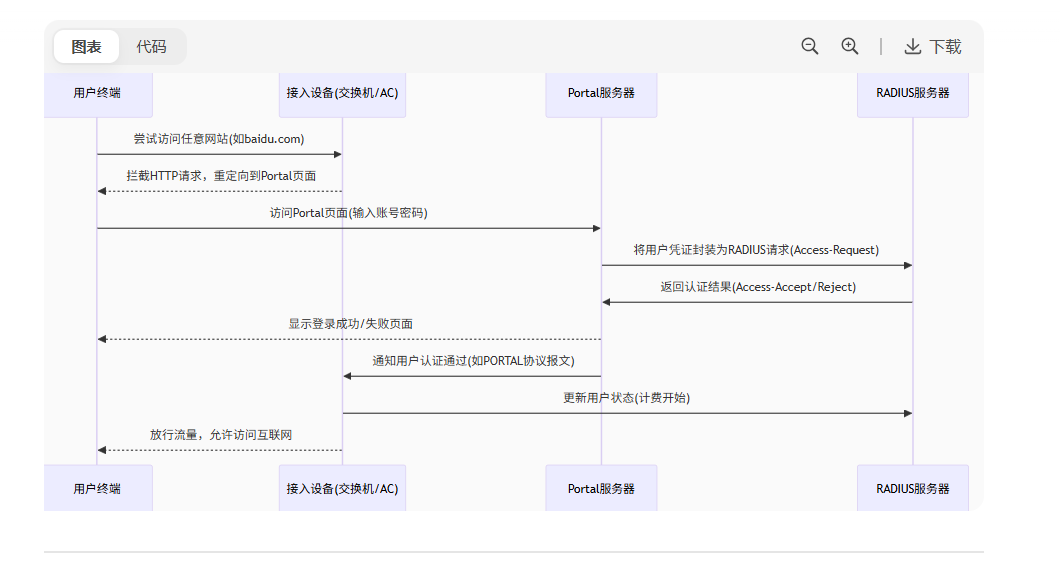 图表 代码 下载
用户终端 接入设备(交换机/AC) Portal服务器 RADIUS服务器
尝试访问任意网站(如baidu.com)
拦截HTTP请求，重定向到Portal页面
访问Portal页面(输入账号密码)
将用户凭证封装为RADIUS请求(Access-Request)
返回认证结果(Access-Accept/Reject)
显示登录成功/失败页面
通知用户认证通过(如PORTAL协议报文)
更新用户状态(计费开始)
放行流量，允许访问互联网
用户终端 接入设备(交换机/AC) Portal服务器 RADIUS服务器